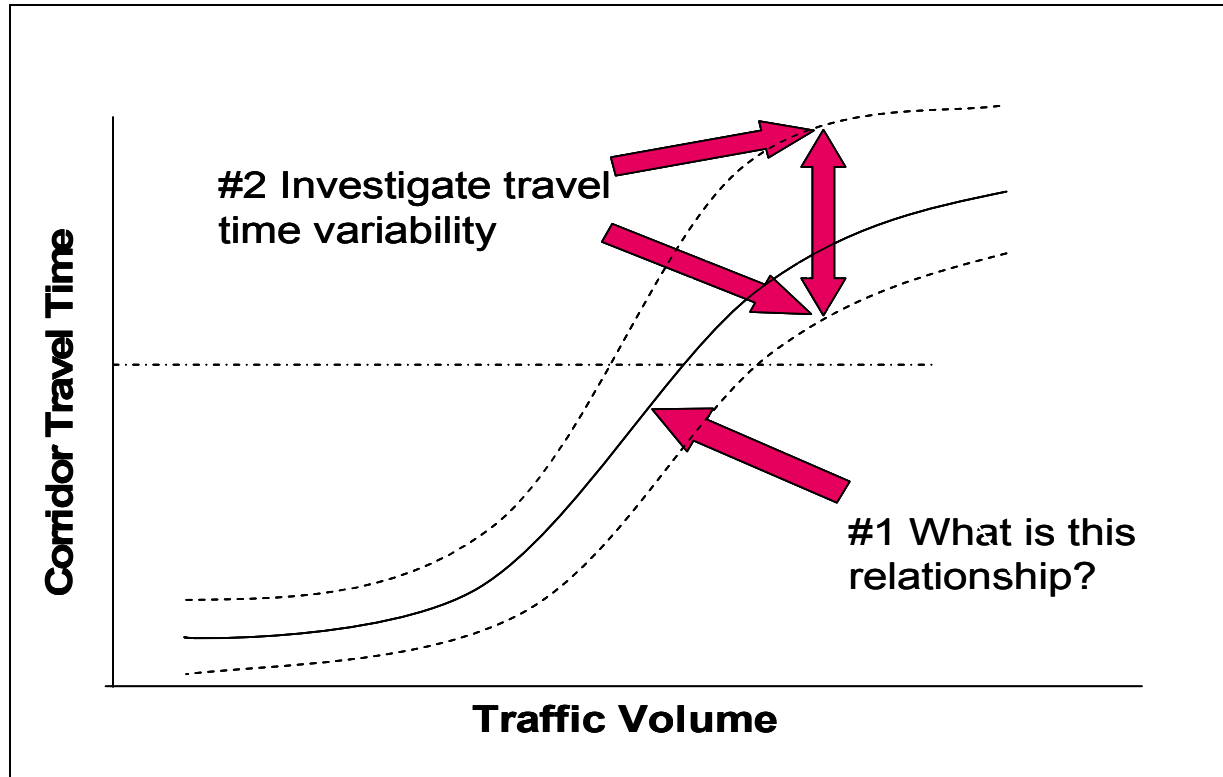 #2 Investigate travel
time variability
Corridor Travel Time
#1 What is this
relationship?
Traffic Volume